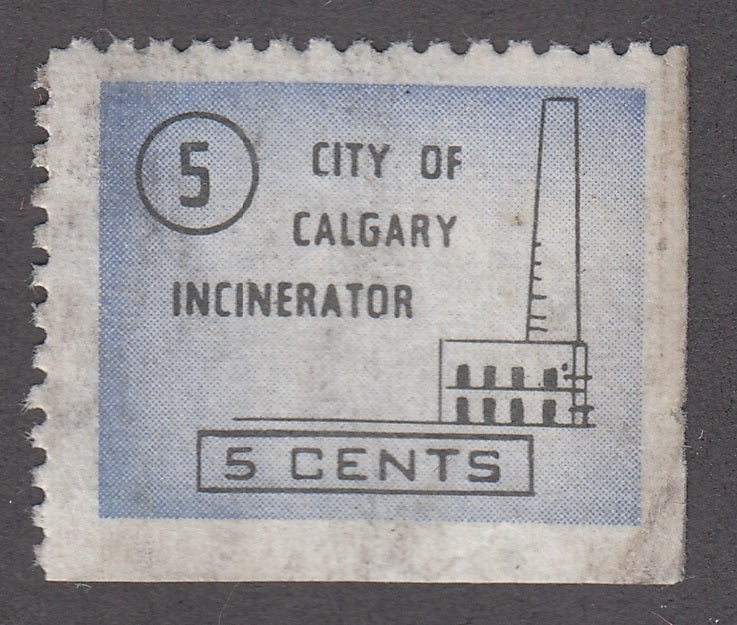 5
CITY OF
CALGARY
INCINERATOR
5 CENTS